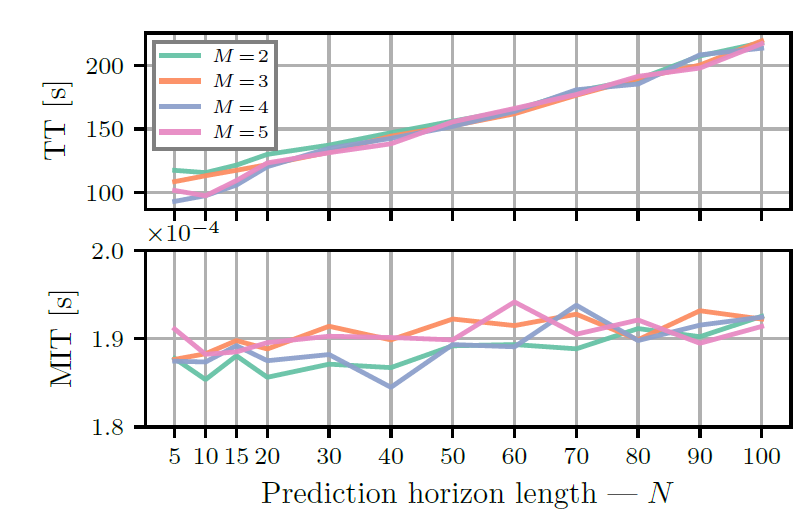 TT [s]
200
150
100
M = 2
M = 3
M = 4
M = 5
×10⁻⁴
MIT [s]
2.0
1.9
1.8
5 10 15 20 30 40 50 60 70 80 90 100
Prediction horizon length — N